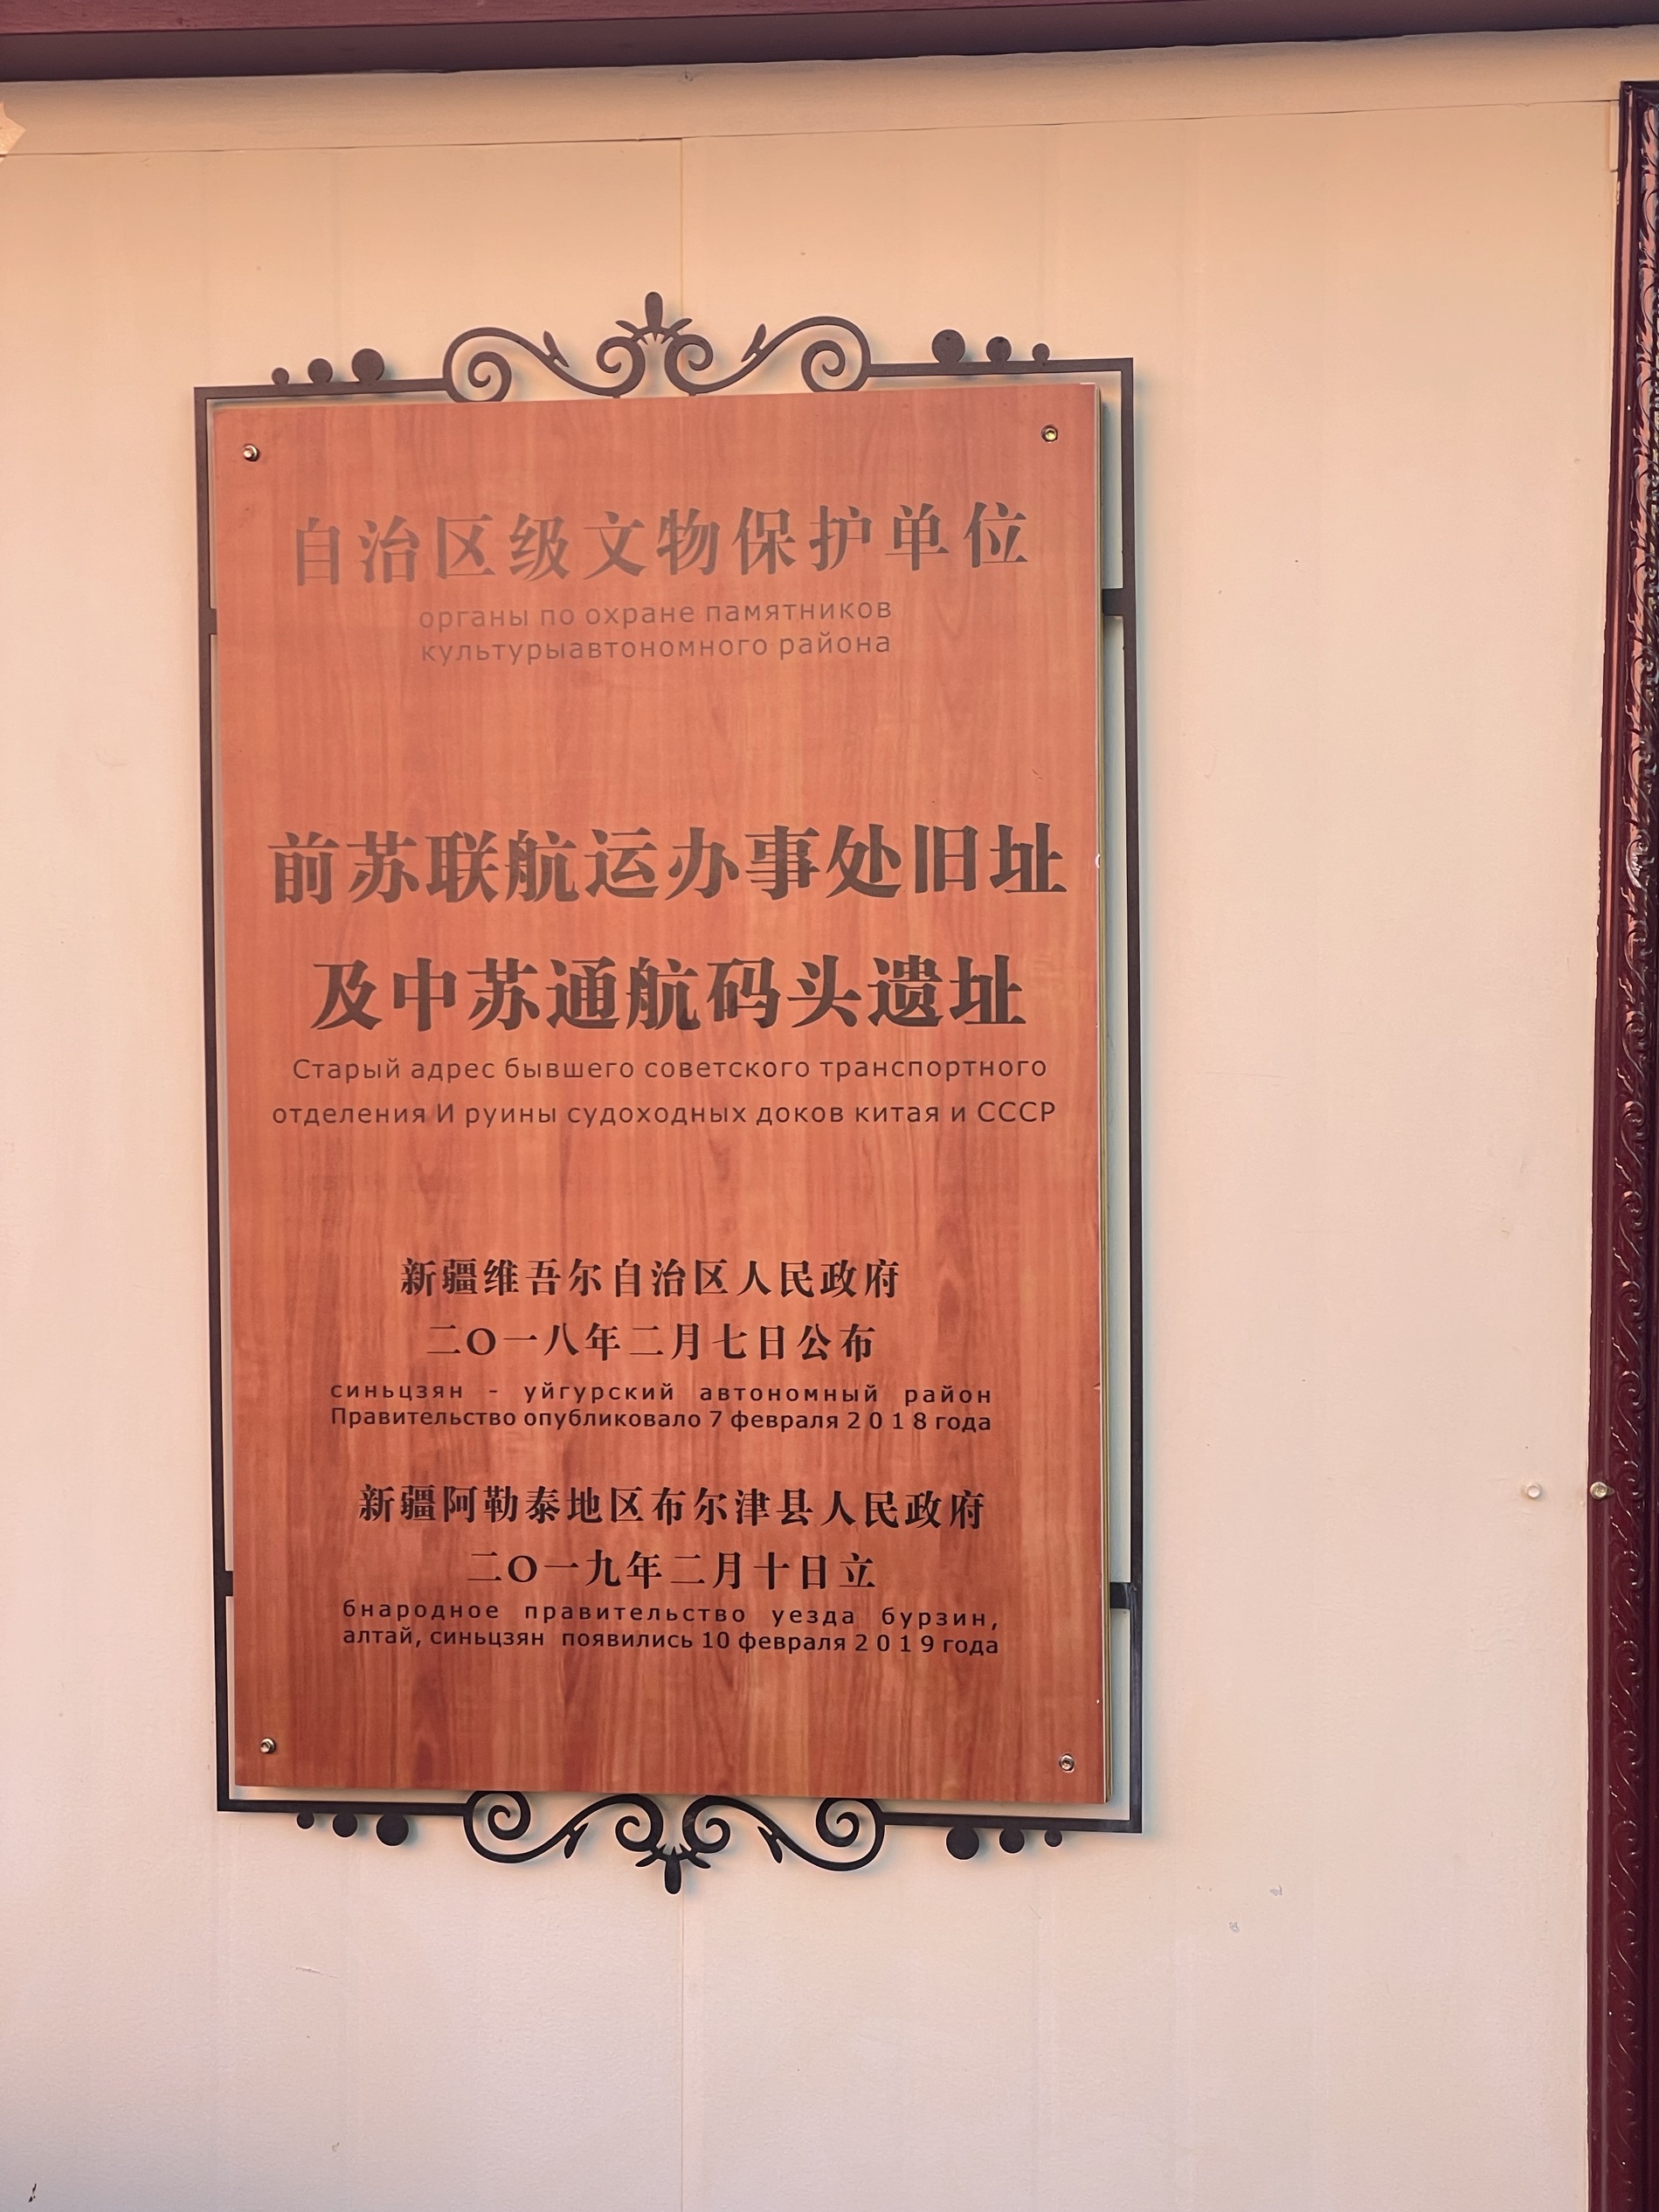 自治区级文物保护单位
органы по охране памятников
культурыавтономного района
前苏联航运办事处旧址
及中苏通航码头遗址
Старый адрес бывшего советского транспортного
отделения И руины судоходных доков китая и СССР
新疆维吾尔自治区人民政府
二〇一八年二月七日公布
синьцзян - уйгурский автономный район
Правительство опубликовало 7 февраля 2 0 1 8 года
新疆阿勒泰地区布尔津县人民政府
二〇一九年二月十日立
бнародное правительство уезда бурзин,
алтай, синьцзян появились 10 февраля 2 0 1 9 года